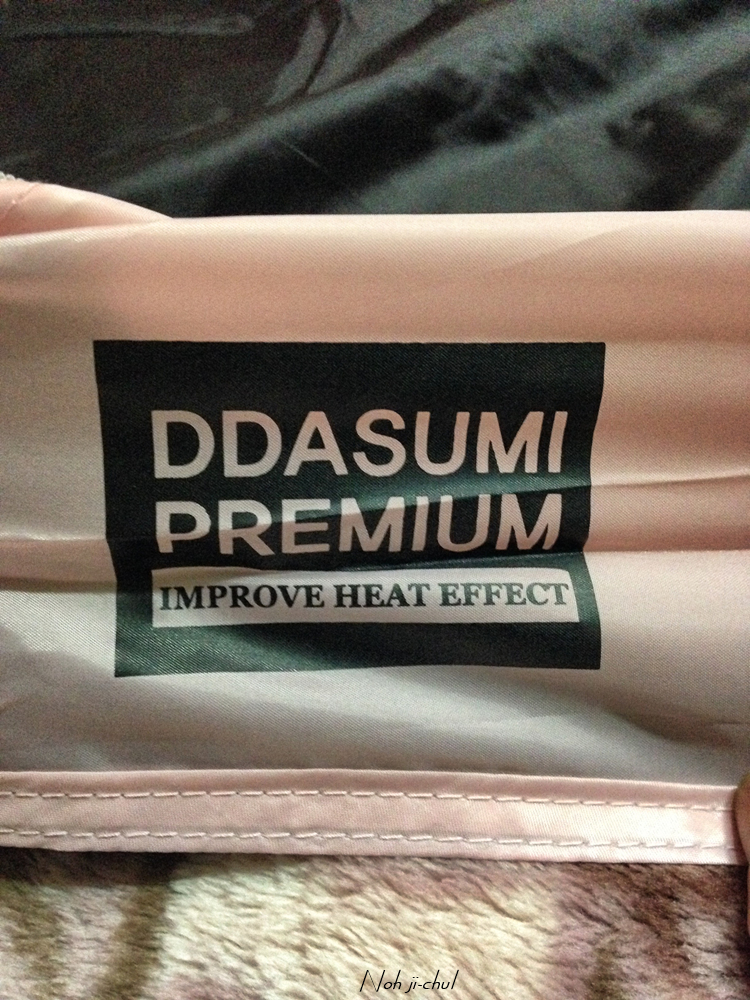 DDASUMI
PREMIUM
IMPROVE HEAT EFFECT
Noh ji-chul